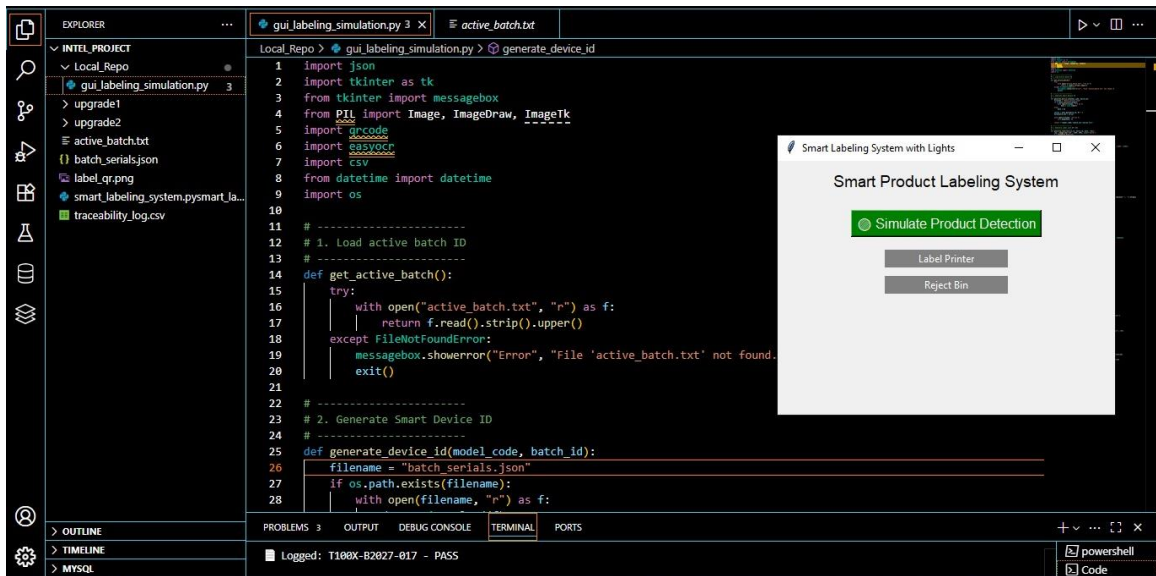 EXPLORER ...
INTEL_PROJECT
Local_Repo
gui_labeling_simulation.py 3
upgrade1
upgrade2
active_batch.txt
batch_serials.json
label_qr.png
smart_labeling_system.pysmart_la...
traceability_log.csv
OUTLINE
TIMELINE
MYSQL
gui_labeling_simulation.py 3 active_batch.txt
Local_Repo > gui_labeling_simulation.py > generate_device_id
1 import json
2 import tkinter as tk
3 from tkinter import messagebox
4 from PIL import Image, ImageDraw, ImageTk
5 import qrcode
6 import easyocr
7 import csv
8 from datetime import datetime
9 import os
10
11 # -----------------------
12 # 1. Load active batch ID
13 # -----------------------
14 def get_active_batch():
15 try:
16 with open("active_batch.txt", "r") as f:
17 return f.read().strip().upper()
18 except FileNotFoundError:
19 messagebox.showerror("Error", "File 'active_batch.txt' not found.
20 exit()
21
22 # -----------------------
23 # 2. Generate Smart Device ID
24 # -----------------------
25 def generate_device_id(model_code, batch_id):
26 filename = "batch_serials.json"
27 if os.path.exists(filename):
28 with open(filename, "r") as f:
Smart Labeling System with Lights
Smart Product Labeling System
Simulate Product Detection
Label Printer
Reject Bin
PROBLEMS 3 OUTPUT DEBUG CONSOLE TERMINAL PORTS
Logged: T100X-B2027-017 - PASS
powershell
Code